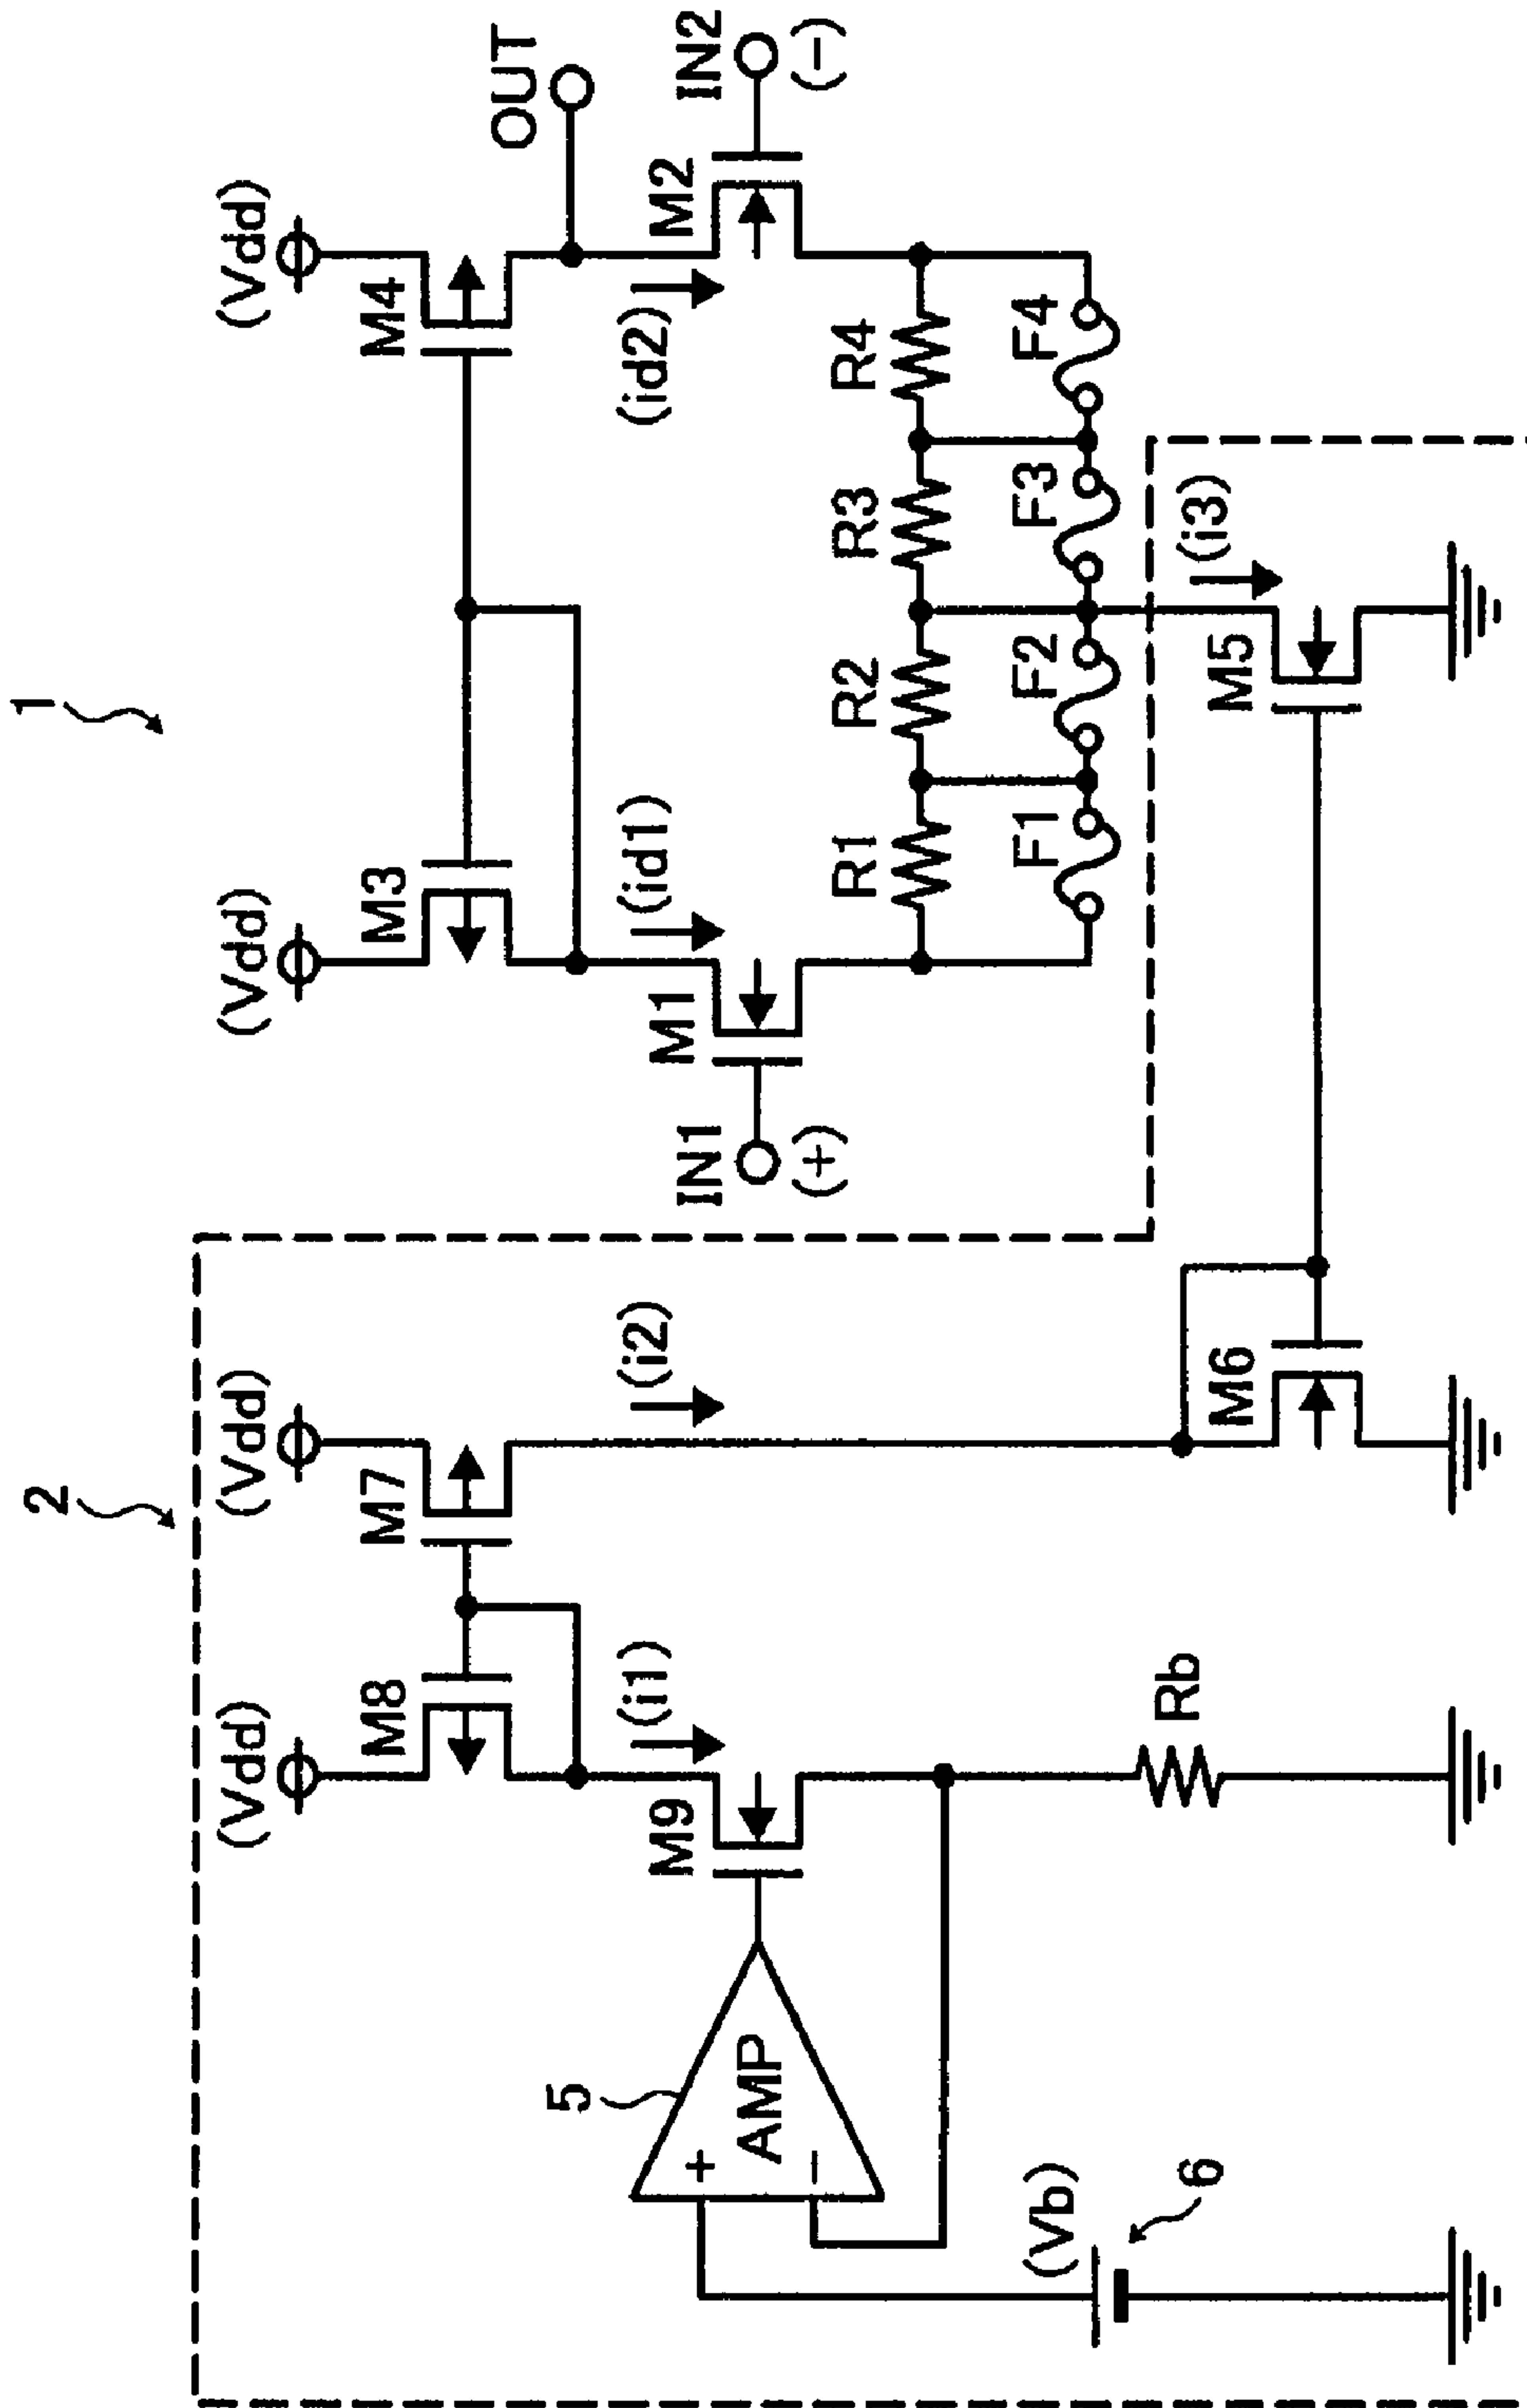 1
2
(Vdd)
(Vdd)
(Vdd)
(Vdd)
M8
M7
M3
M4
OUT
5
(i1)
(i2)
(id1)
(id2)
M9
M1
M2
IN1
IN2
+
AMP
−
(+)
(−)
R1
R2
R3
R4
F1
F2
F3
F4
(Vb)
6
Rb
M6
M5
(i3)